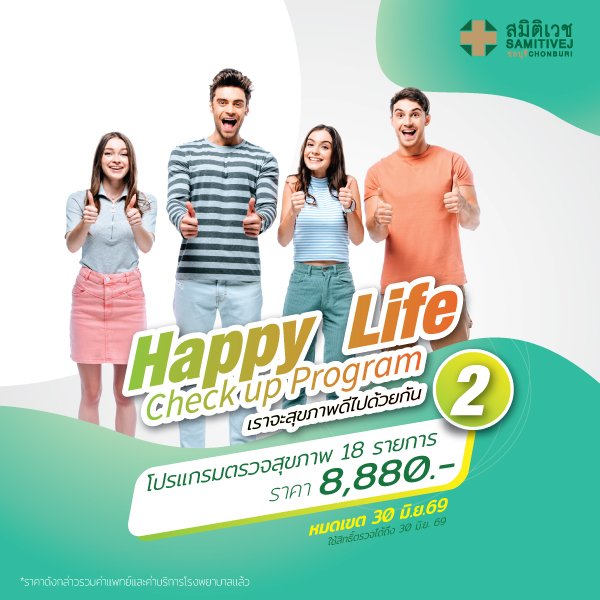 สมิติเวช
SAMITIVEJ
ชลบุรี CHONBURI
Happy Life
Check up Program
2
เราจะสุขภาพดีไปด้วยกัน
โปรแกรมตรวจสุขภาพ 18 รายการ
ราคา 8,880.-
หมดเขต 30 มิ.ย.69
ใช้สิทธิ์ตรวจได้ถึง 30 มิ.ย. 69
*ราคาดังกล่าวรวมค่าแพทย์และค่าบริการโรงพยาบาลแล้ว